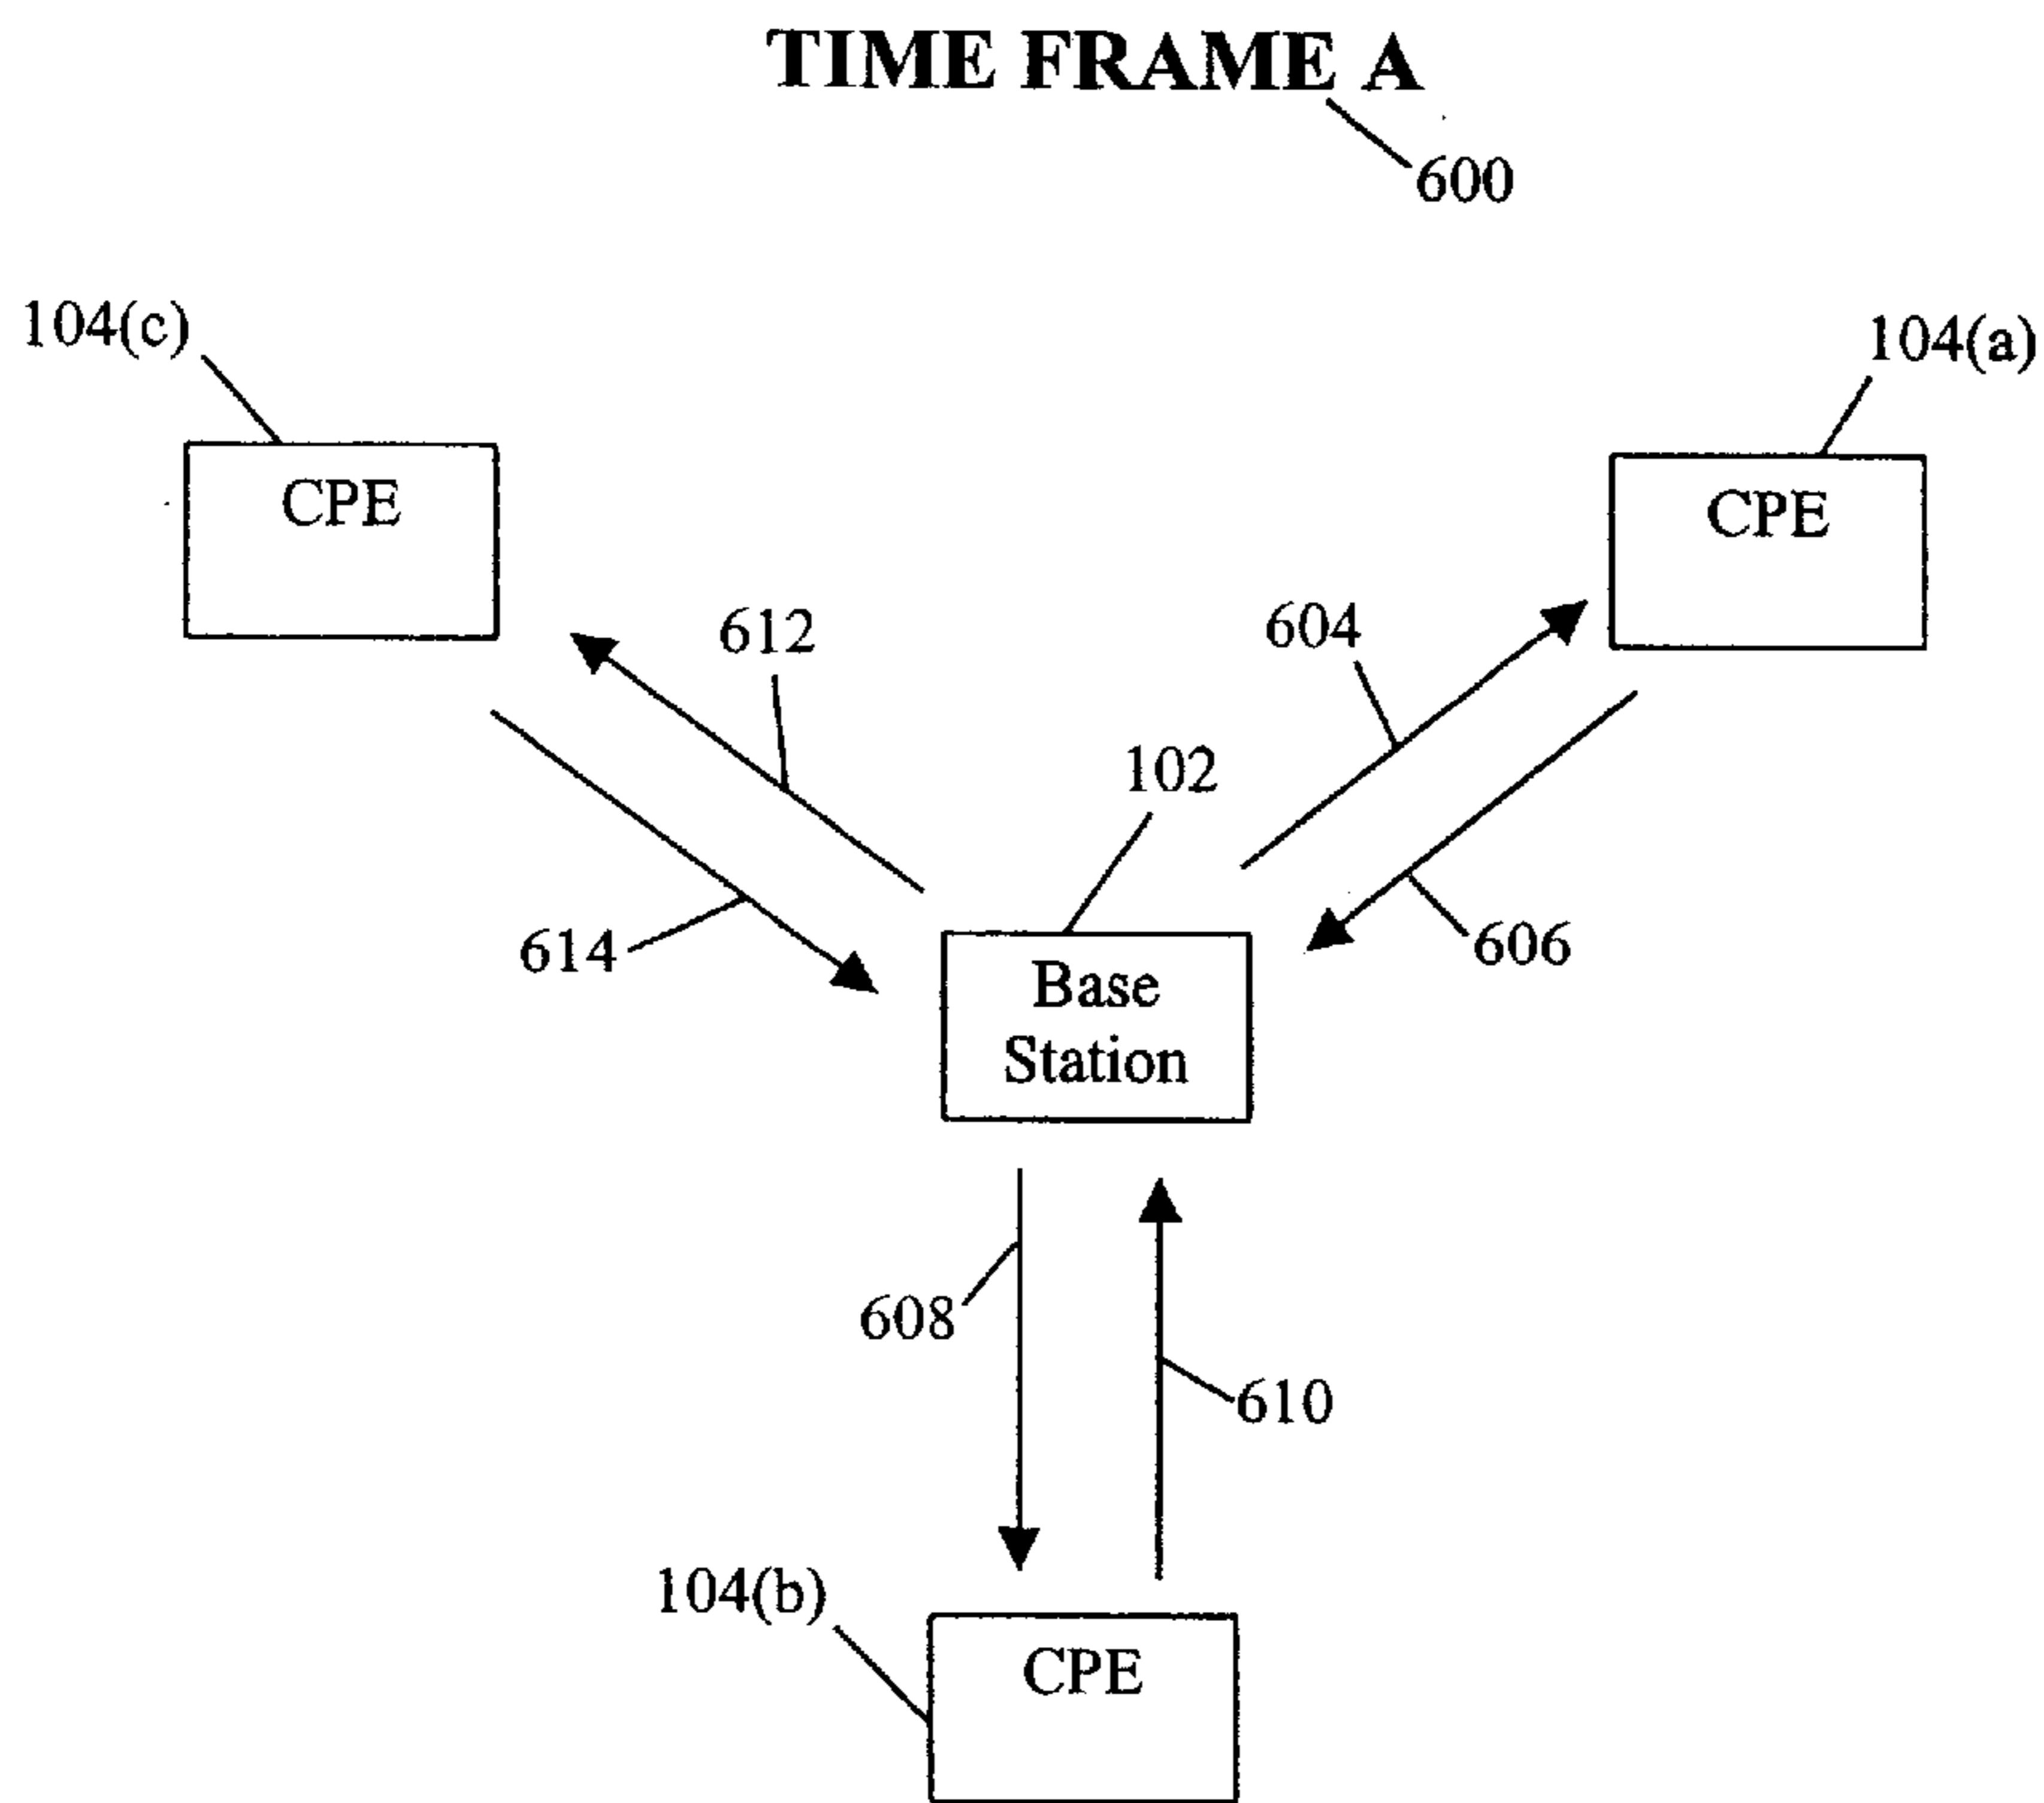 TIME FRAME A
600
104(c)
104(a)
CPE
CPE
612
604
102
614
606
Base
Station
608
610
104(b)
CPE